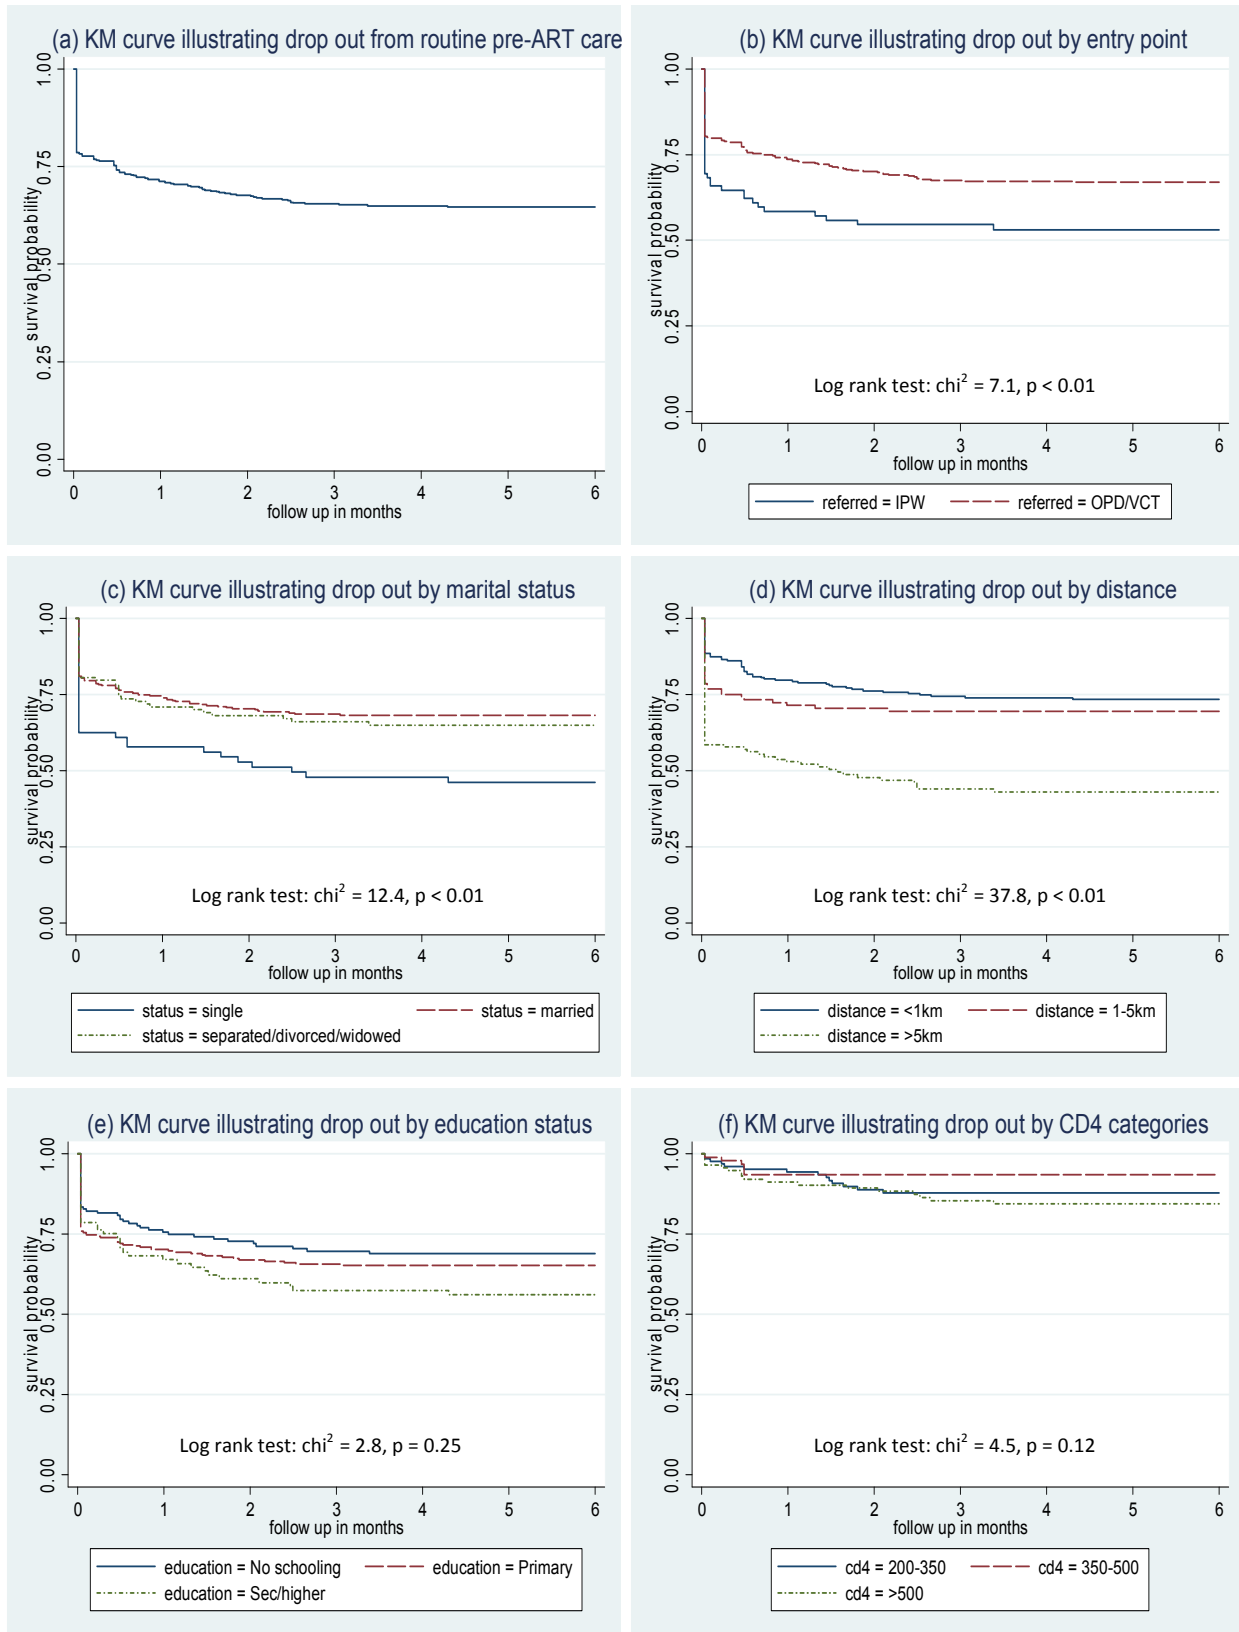 (a) KM curve illustrating drop out from routine pre-ART care
survival probability
0.00 0.25 0.50 0.75 1.00
0 1 2 3 4 5 6
follow up in months
(b) KM curve illustrating drop out by entry point
survival probability
0.00 0.25 0.50 0.75 1.00
Log rank test: chi² = 7.1, p < 0.01
0 1 2 3 4 5 6
follow up in months
referred = IPW referred = OPD/VCT
(c) KM curve illustrating drop out by marital status
survival probability
0.00 0.25 0.50 0.75 1.00
Log rank test: chi² = 12.4, p < 0.01
0 1 2 3 4 5 6
follow up in months
status = single status = married
status = separated/divorced/widowed
(d) KM curve illustrating drop out by distance
survival probability
0.00 0.25 0.50 0.75 1.00
Log rank test: chi² = 37.8, p < 0.01
0 1 2 3 4 5 6
follow up in months
distance = <1km distance = 1-5km
distance = >5km
(e) KM curve illustrating drop out by education status
survival probability
0.00 0.25 0.50 0.75 1.00
Log rank test: chi² = 2.8, p = 0.25
0 1 2 3 4 5 6
follow up in months
education = No schooling education = Primary
education = Sec/higher
(f) KM curve illustrating drop out by CD4 categories
survival probability
0.00 0.25 0.50 0.75 1.00
Log rank test: chi² = 4.5, p = 0.12
0 1 2 3 4 5 6
follow up in months
cd4 = 200-350 cd4 = 350-500
cd4 = >500